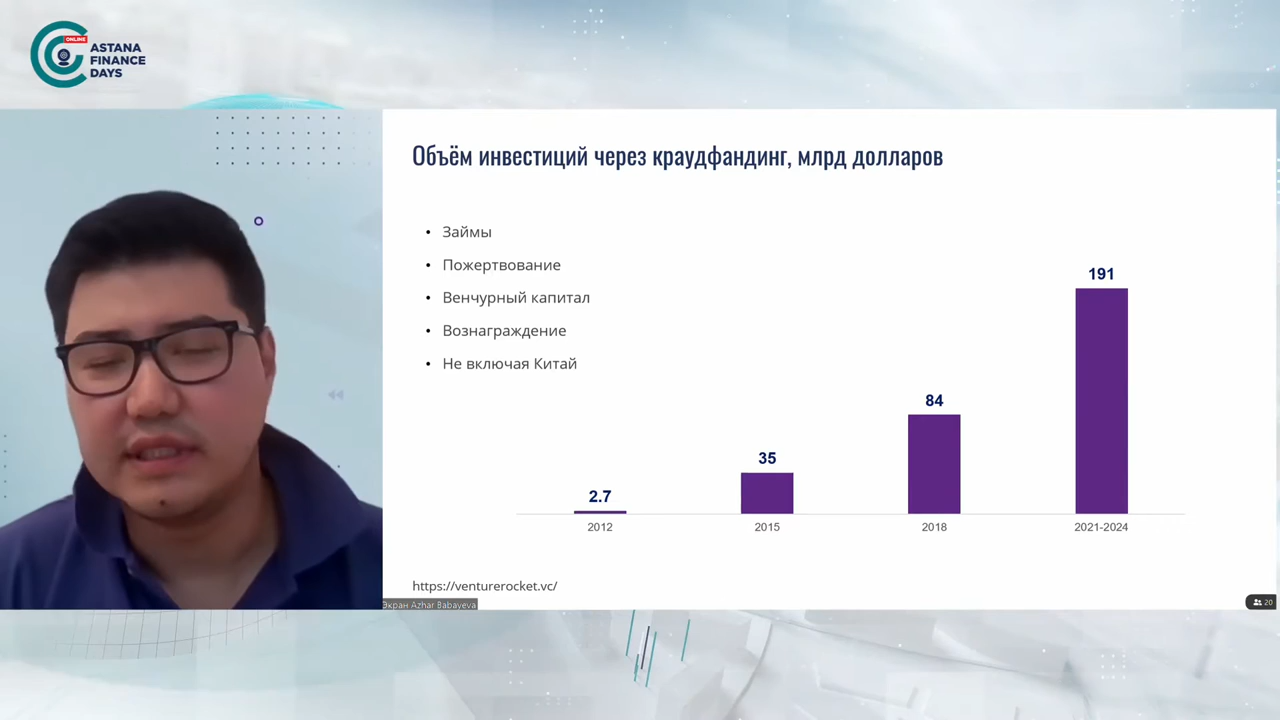 ONLINE
ASTANA
FINANCE
DAYS
Объём инвестиций через краудфандинг, млрд долларов
• Займы
• Пожертвование
• Венчурный капитал
• Вознаграждение
• Не включая Китай
2.7
35
84
191
2012
2015
2018
2021-2024
https://venturerocket.vc/
Экран Azhar Babayeva
20